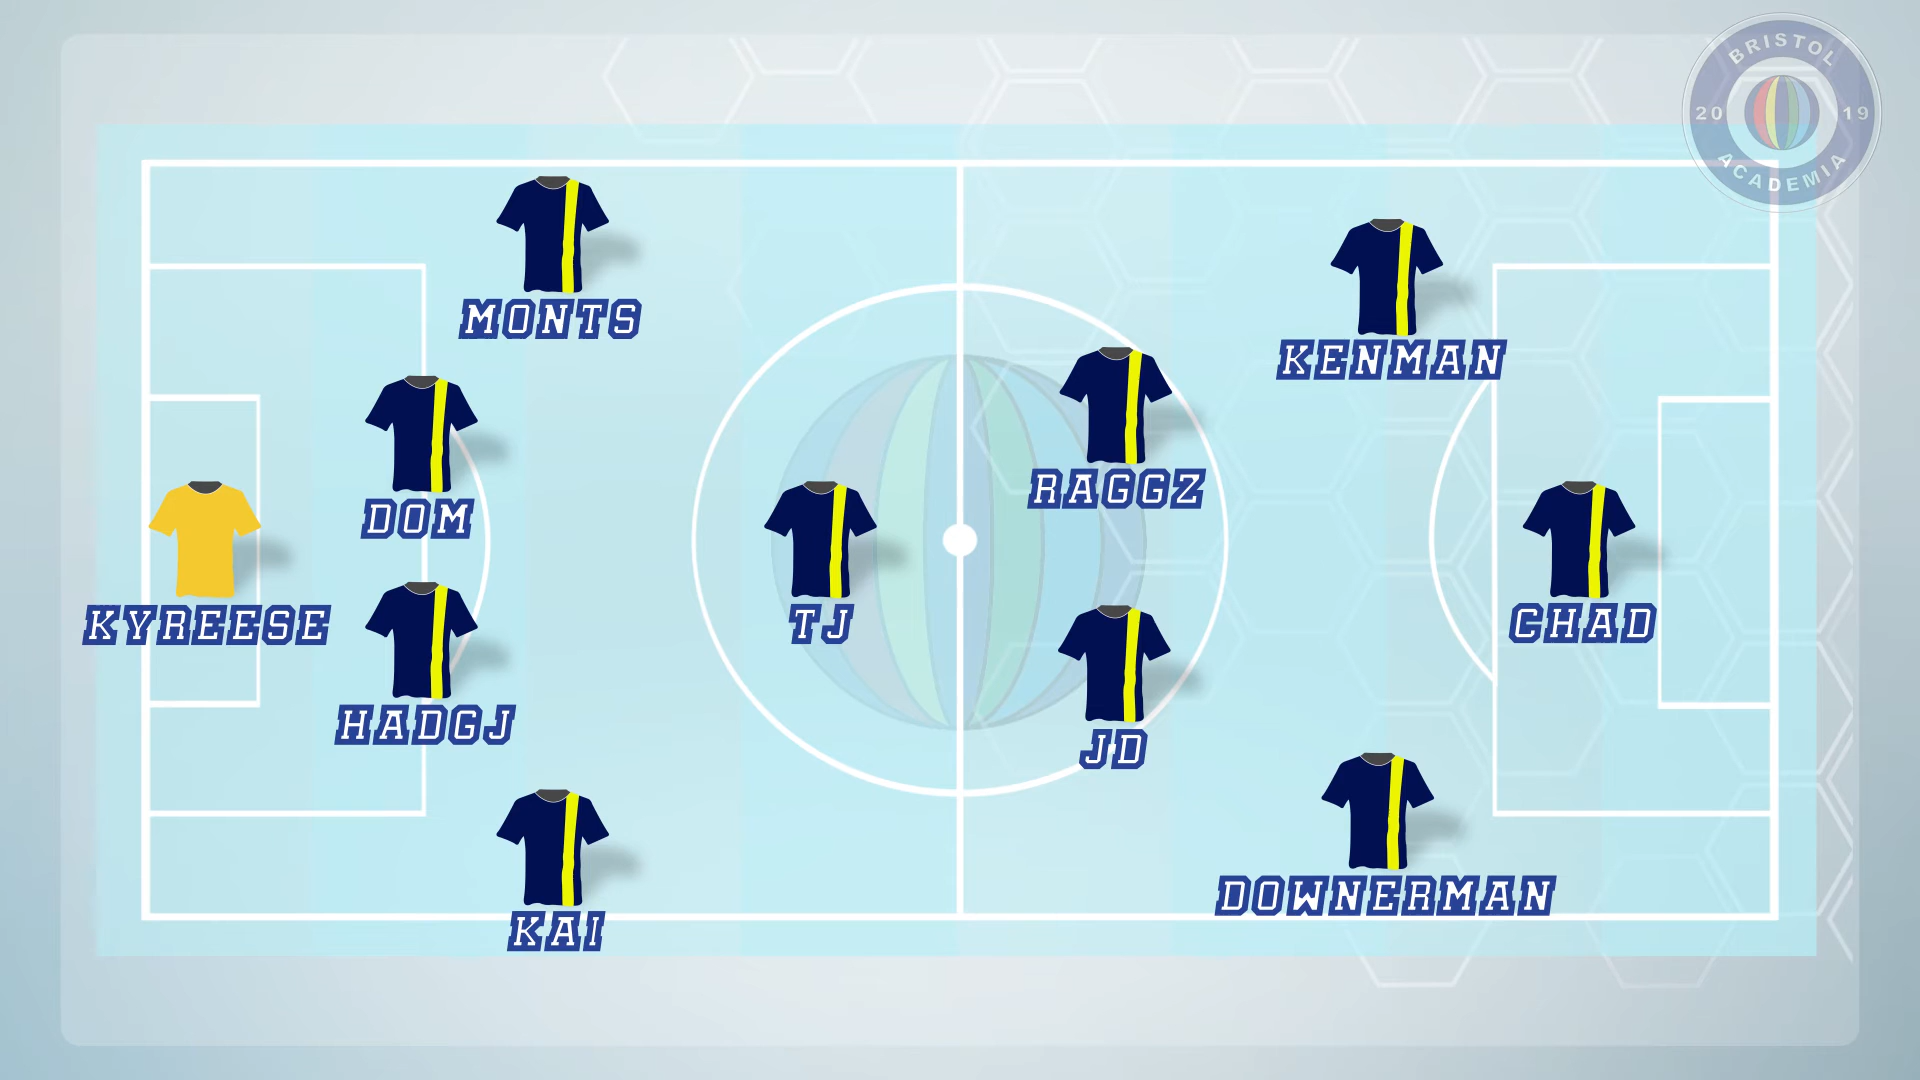 BRISTOL
20 19
ACADEMIA
MONTS
KENMAN
RAGGZ
DOM
KYREESE
TJ
CHAD
HADGJ
JD
DOWNERMAN
KAI